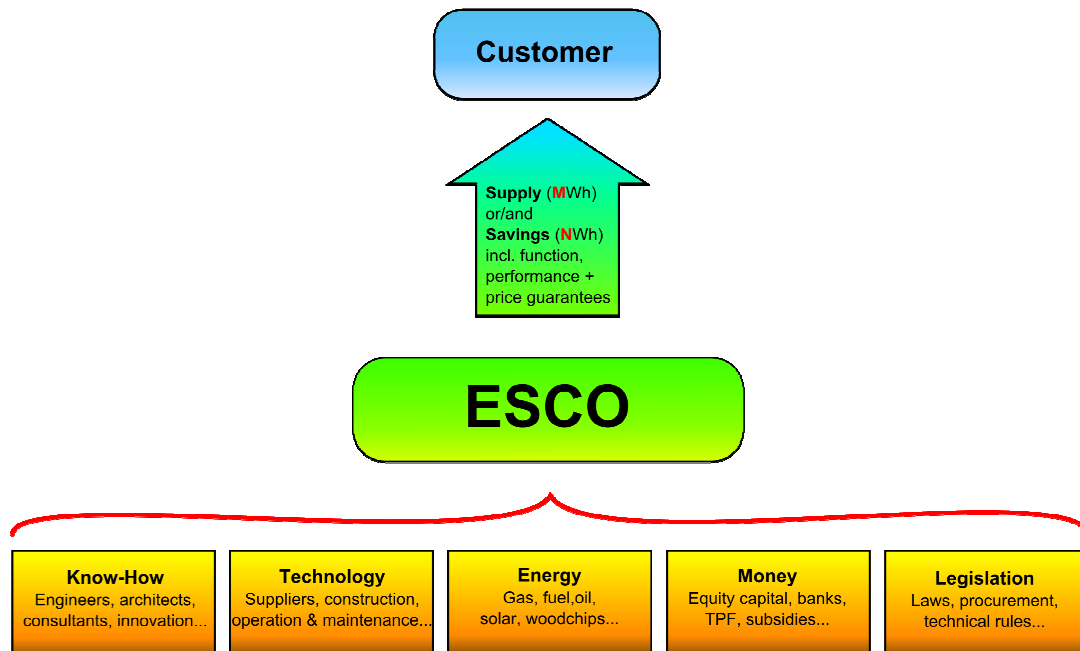 Customer
Supply (MWh)
or/and
Savings (NWh)
incl. function,
performance +
price guarantees
ESCO
Know-How
Engineers, architects,
consultants, innovation...
Technology
Suppliers, construction,
operation & maintenance...
Energy
Gas, fuel,oil,
solar, woodchips...
Money
Equity capital, banks,
TPF, subsidies...
Legislation
Laws, procurement,
technical rules...